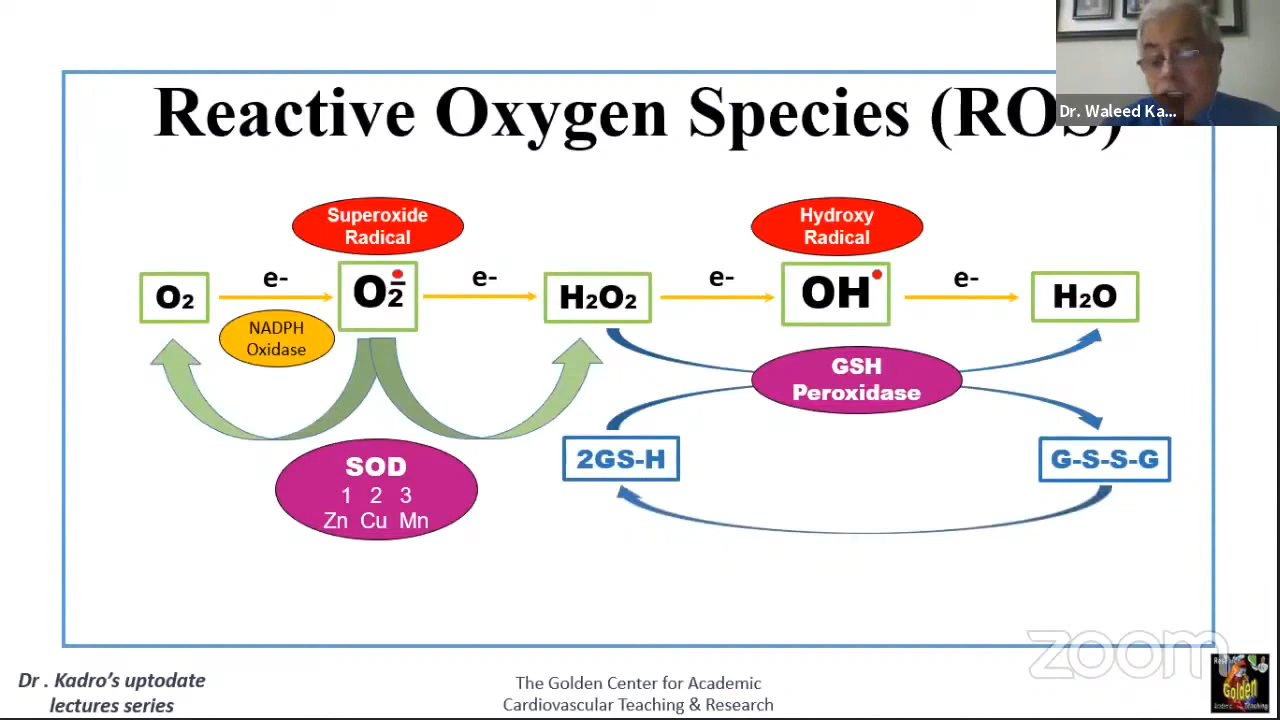 Reactive Oxygen Species (ROS)
Dr. Waleed Ka...
Superoxide
Radical
Hydroxy
Radical
O2
e-
O2•−
e-
H2O2
e-
OH•
e-
H2O
NADPH
Oxidase
GSH
Peroxidase
SOD
1 2 3
Zn Cu Mn
2GS-H
G-S-S-G
zoom
Dr . Kadro's uptodate
lectures series
The Golden Center for Academic
Cardiovascular Teaching & Research
Golden